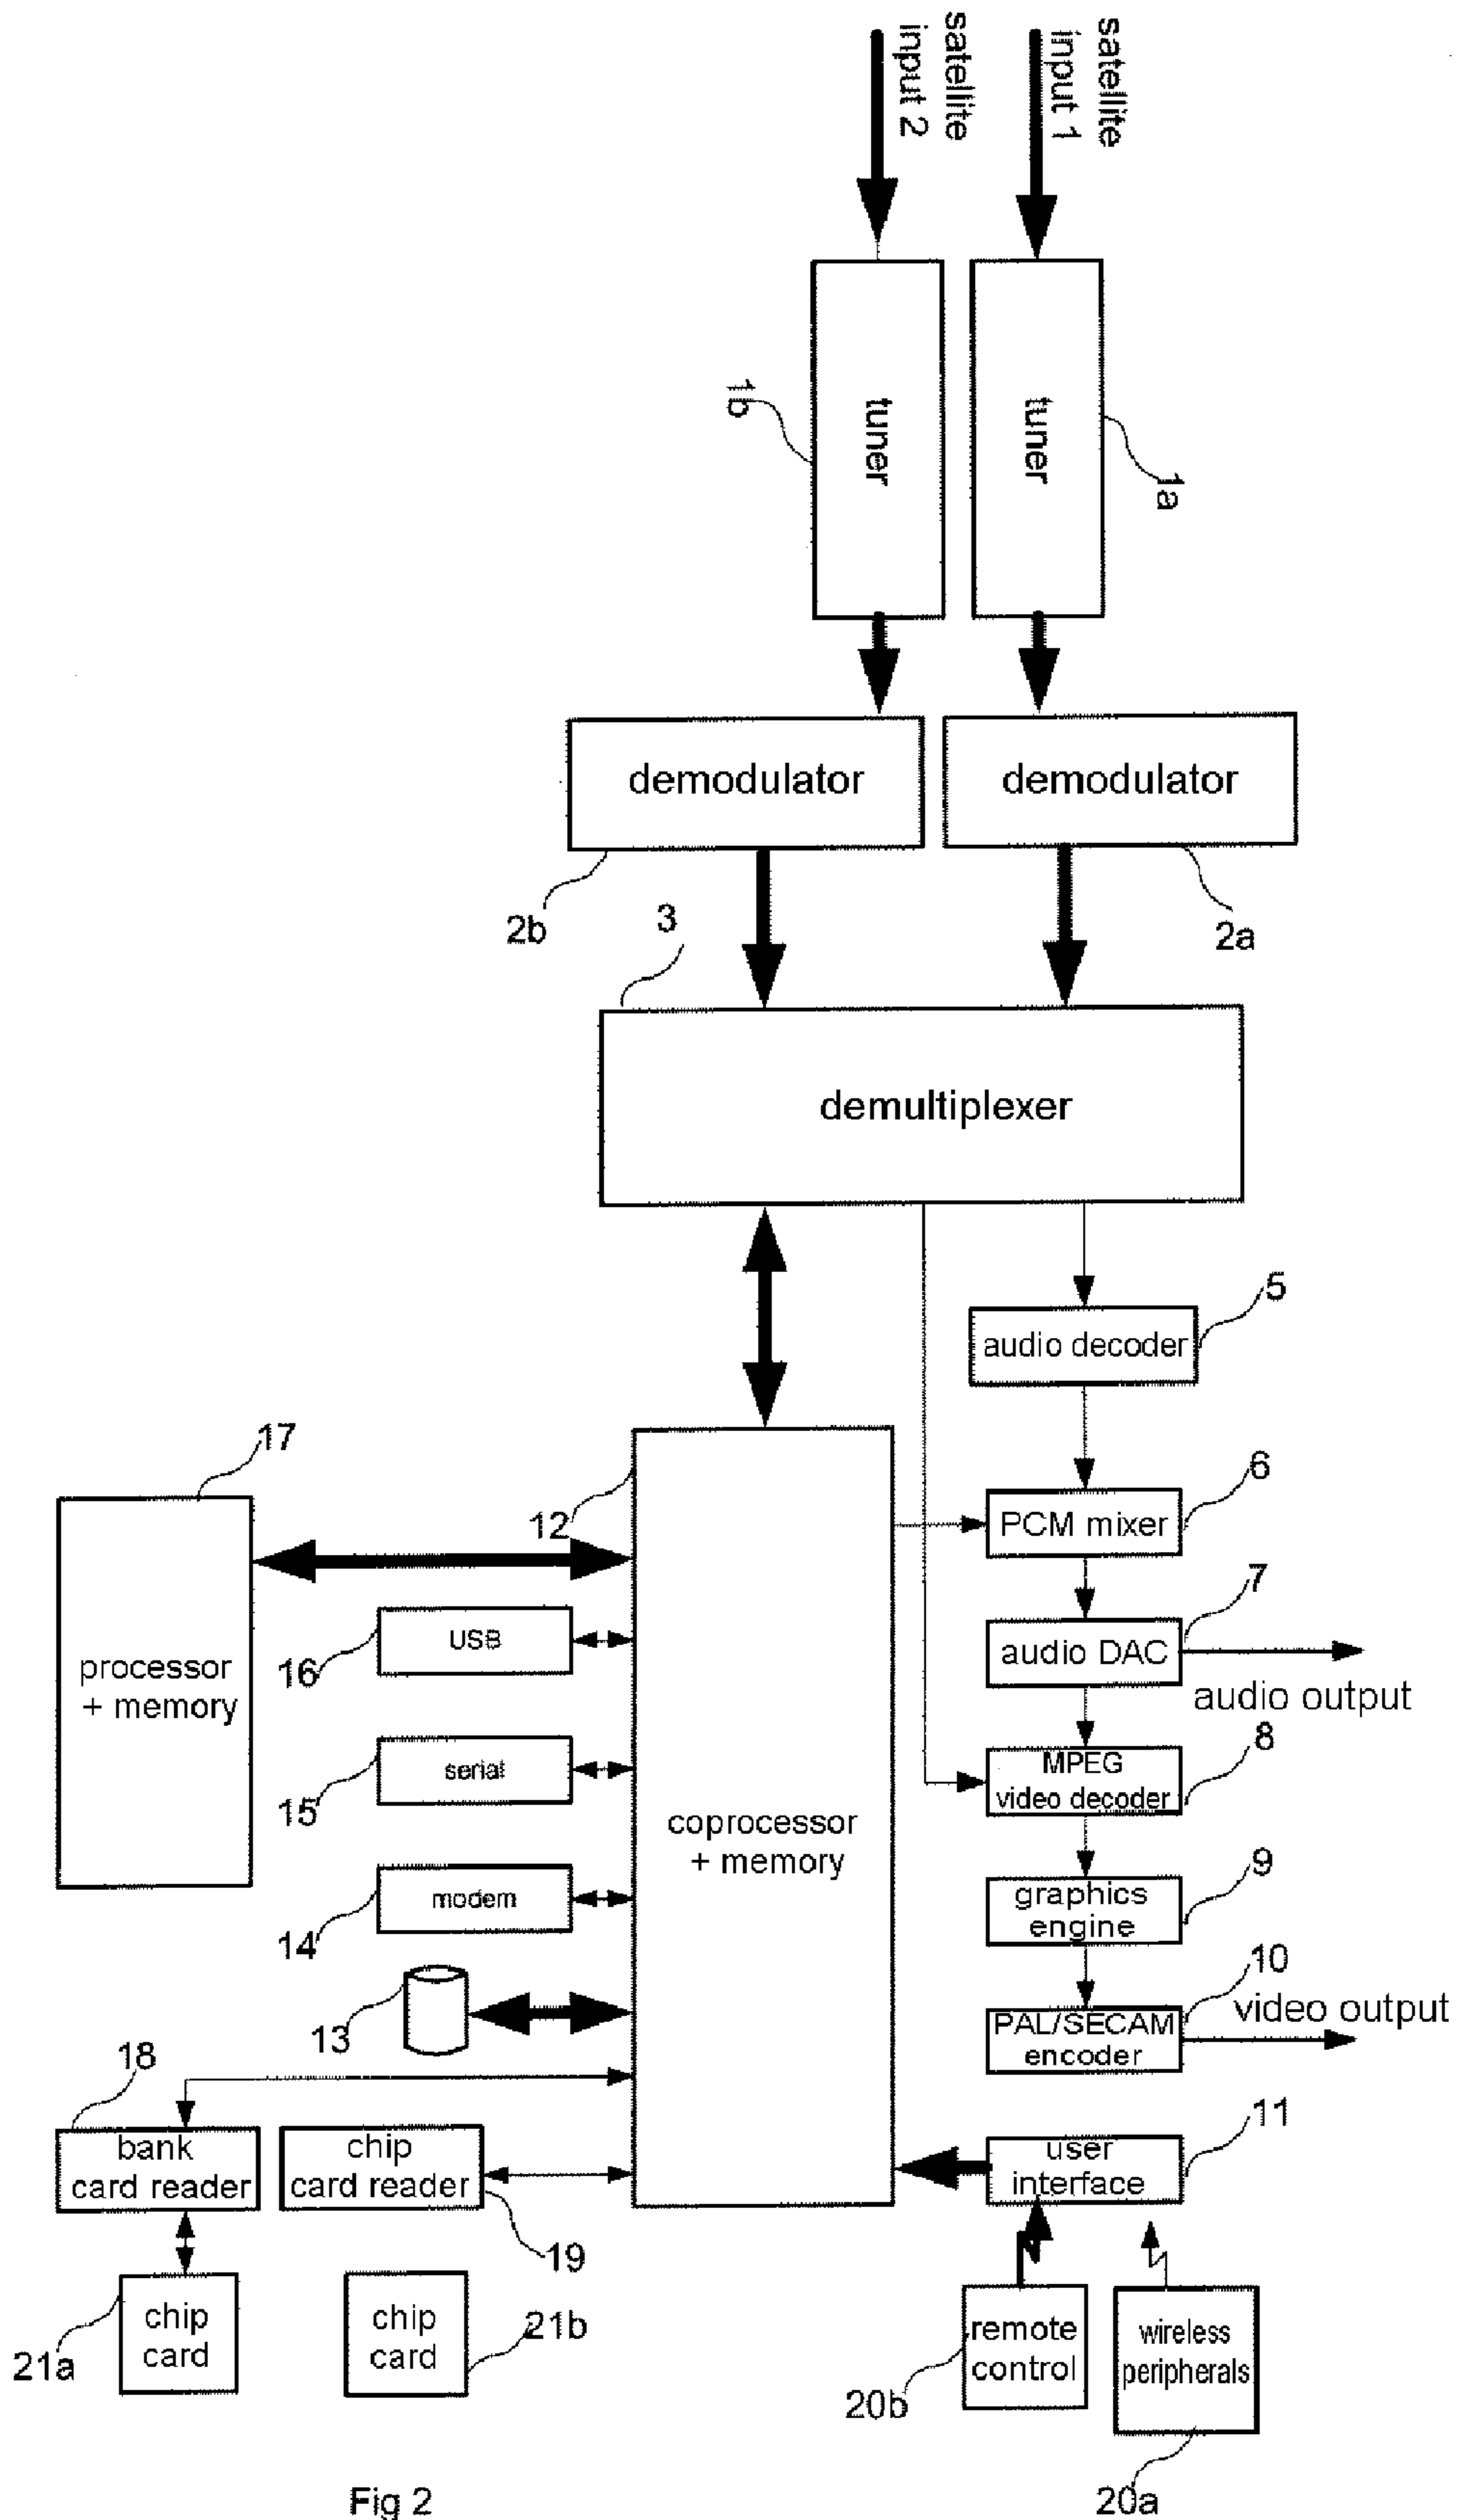 satellite
input 2
satellite
input 1
1b
tuner
tuner
1a
demodulator
demodulator
2b
3
2a
demultiplexer
5
audio decoder
17
6
12
PCM mixer
7
USB
audio DAC
processor
+ memory
16
audio output
8
MPEG
video decoder
serial
15
coprocessor
+ memory
9
modem
graphics
engine
14
10
video output
13
PAL/SECAM
encoder
18
11
bank
card reader
chip
card reader
user
interface
19
chip
card
chip
card
21b
remote
control
wireless
peripherals
21a
20b
Fig 2
20a